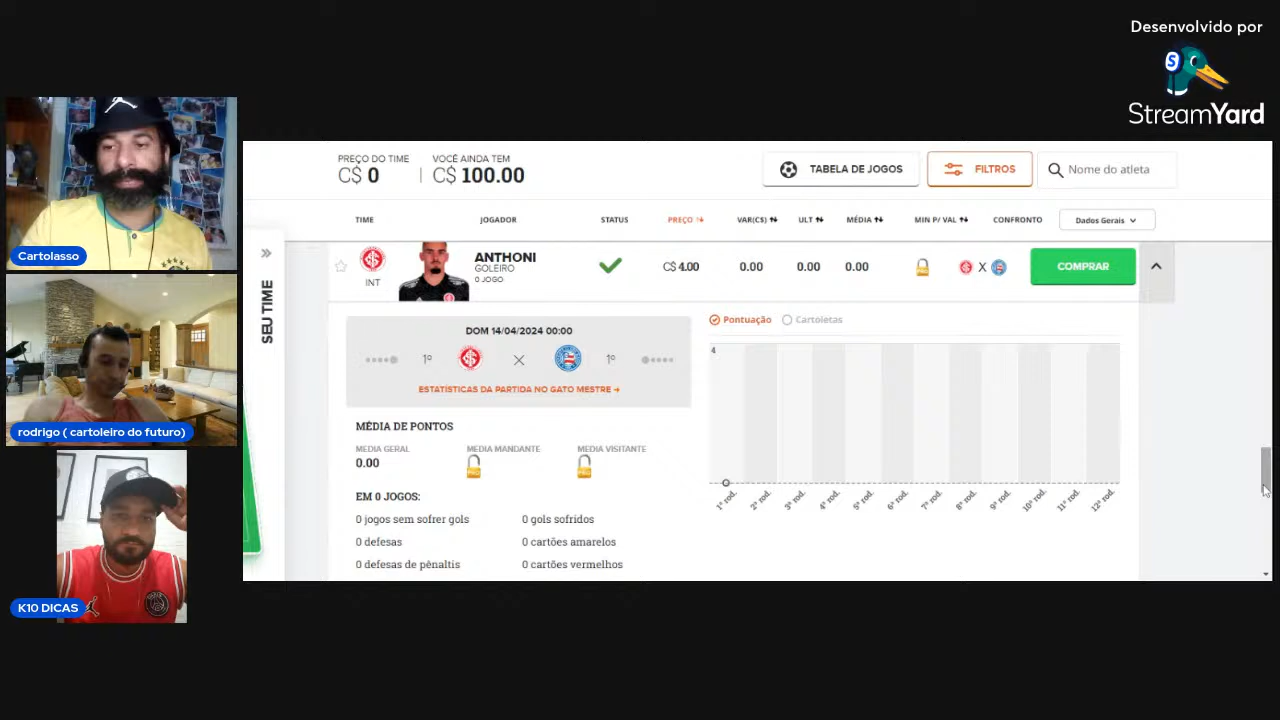 Desenvolvido por
StreamYard
Cartolasso
rodrigo ( cartoleiro do futuro)
K10 DICAS
PREÇO DO TIME
C$ 0
VOCÊ AINDA TEM
C$ 100.00
TABELA DE JOGOS
FILTROS
Nome do atleta
TIME JOGADOR STATUS PREÇO VAR(C$) ULT MÉDIA MIN P/ VAL CONFRONTO Dados Gerais
SEU TIME
INT
ANTHONI
GOLEIRO
0 JOGO
C$ 4.00 0.00 0.00 0.00 X COMPRAR
DOM 14/04/2024 00:00
1º X 1º
ESTATÍSTICAS DA PARTIDA NO GATO MESTRE
Pontuação Cartoletas
4
1ª rod. 2ª rod. 3ª rod. 4ª rod. 5ª rod. 6ª rod. 7ª rod. 8ª rod. 9ª rod. 10ª rod. 11ª rod. 12ª rod.
MÉDIA DE PONTOS
MEDIA GERAL MEDIA MANDANTE MEDIA VISITANTE
0.00
EM 0 JOGOS:
0 jogos sem sofrer gols 0 gols sofridos
0 defesas 0 cartões amarelos
0 defesas de pênaltis 0 cartões vermelhos